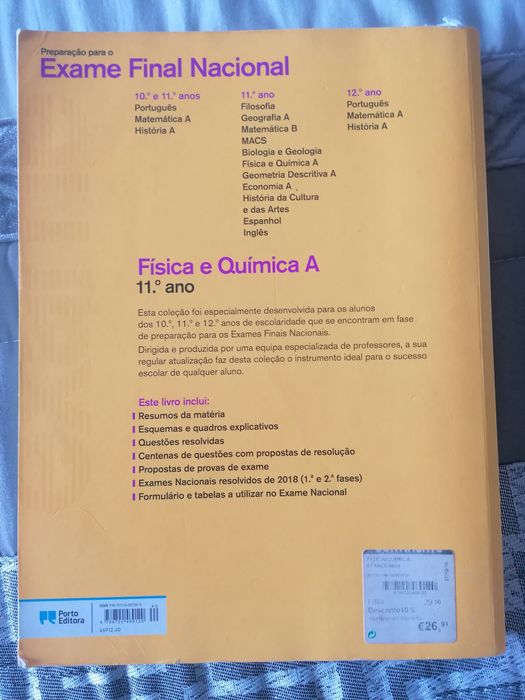 Preparação para o
Exame Final Nacional
10.º e 11.º anos
Português
Matemática A
História A
11.º ano
Filosofia
Geografia A
Matemática B
MACS
Biologia e Geologia
Física e Química A
Geometria Descritiva A
Economia A
História da Cultura
e das Artes
Espanhol
Inglês
12.º ano
Português
Matemática A
História A
Física e Química A
11.º ano
Esta coleção foi especialmente desenvolvida para os alunos
dos 10.º, 11.º e 12.º anos de escolaridade que se encontram em fase
de preparação para os Exames Finais Nacionais.
Dirigida e produzida por uma equipa especializada de professores, a sua
regular atualização faz desta coleção o instrumento ideal para o sucesso
escolar de qualquer aluno.
Este livro inclui:
Resumos da matéria
Esquemas e quadros explicativos
Questões resolvidas
Centenas de questões com propostas de resolução
Propostas de provas de exame
Exames Nacionais resolvidos de 2018 (1.ª e 2.ª fases)
Formulário e tabelas a utilizar no Exame Nacional
Porto
Editora
46912.40
Desconto10 %
€26,91